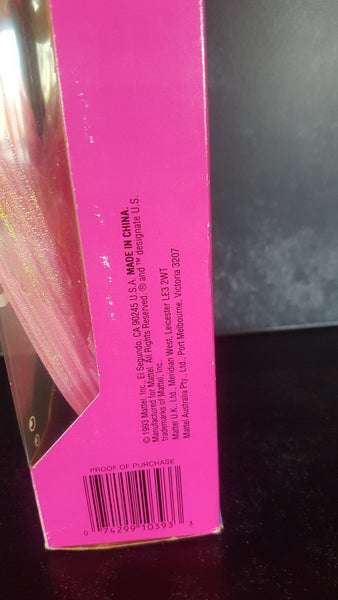 © 1993 Mattel, Inc., El Segundo, CA 90245 U.S.A. MADE IN CHINA.
Manufactured for Mattel. All Rights Reserved. ® and ™ designate U.S.
trademarks of Mattel, Inc.
Mattel U.K., Ltd., Meridian West, Leicester LE3 2WT
Mattel Australia Pty., Ltd., Port Melbourne, Victoria 3207.
PROOF OF PURCHASE
0 74299 10393 3